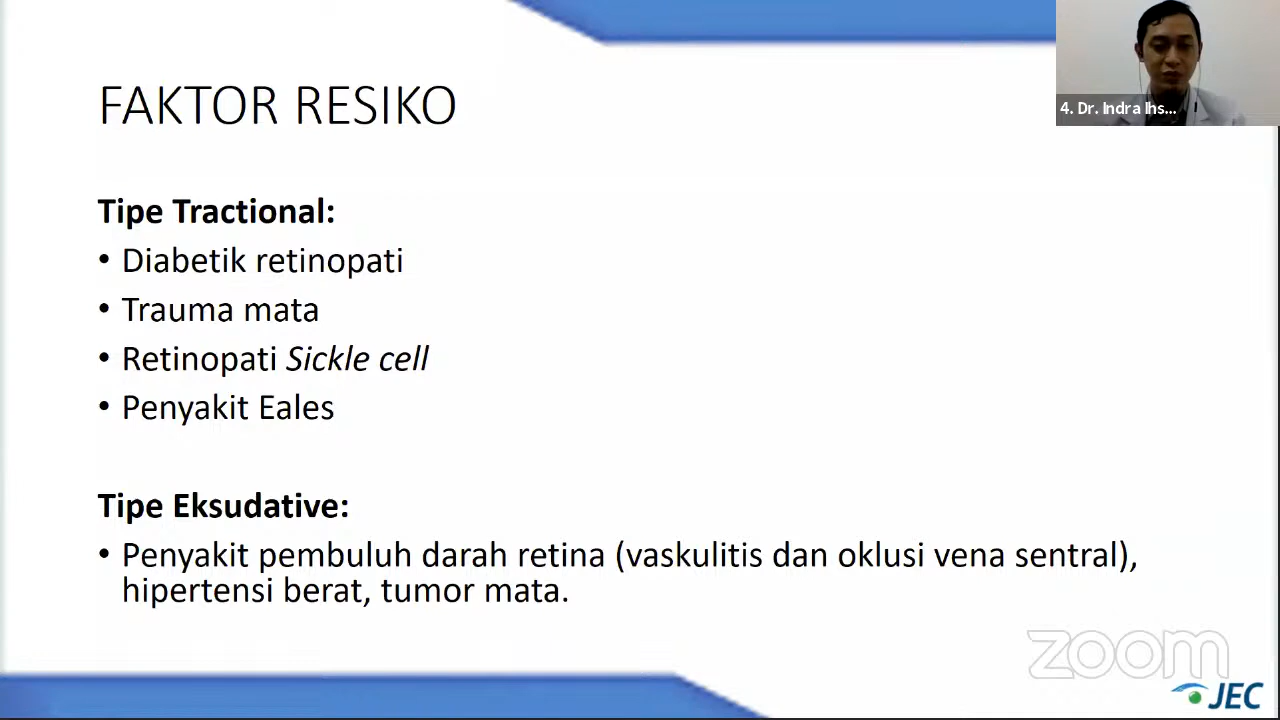 4. Dr. Indra Ihs...
FAKTOR RESIKO
Tipe Tractional:
• Diabetik retinopati
• Trauma mata
• Retinopati Sickle cell
• Penyakit Eales
Tipe Eksudative:
• Penyakit pembuluh darah retina (vaskulitis dan oklusi vena sentral),
hipertensi berat, tumor mata.
zoom
JEC